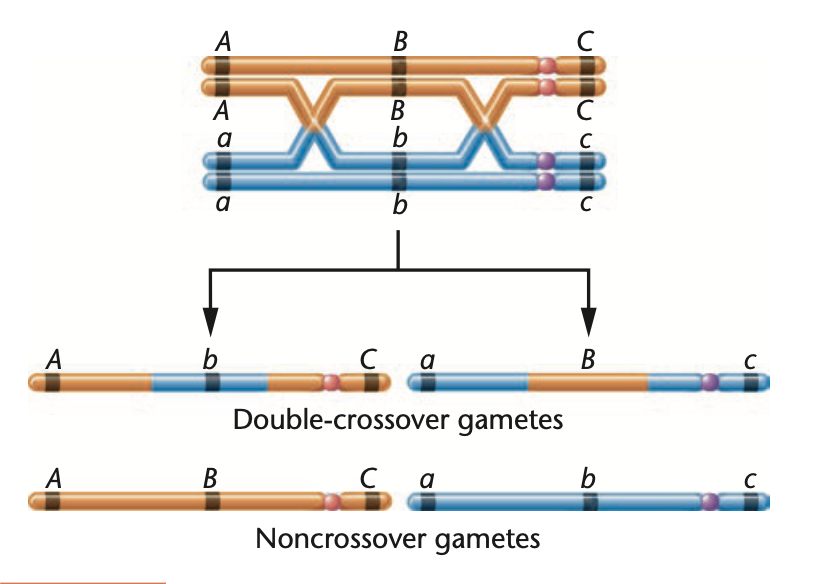 A B C
A B C
a b c
a b c
A b C a B c
Double-crossover gametes
A B C a b c
Noncrossover gametes